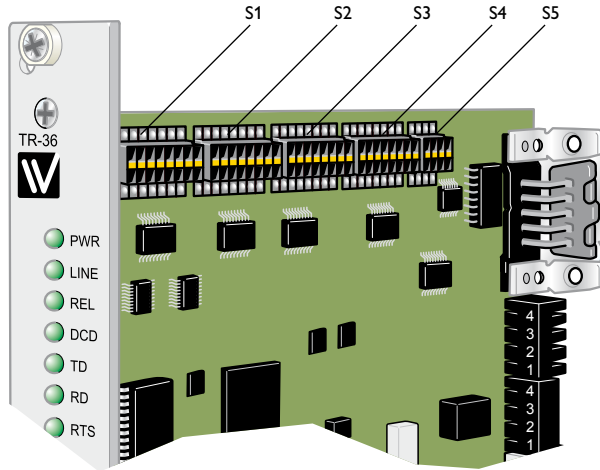 S1 S2 S3 S4 S5
TR-36
PWR
LINE
REL
DCD
TD
RD
RTS
4
3
2
1
4
3
2
1